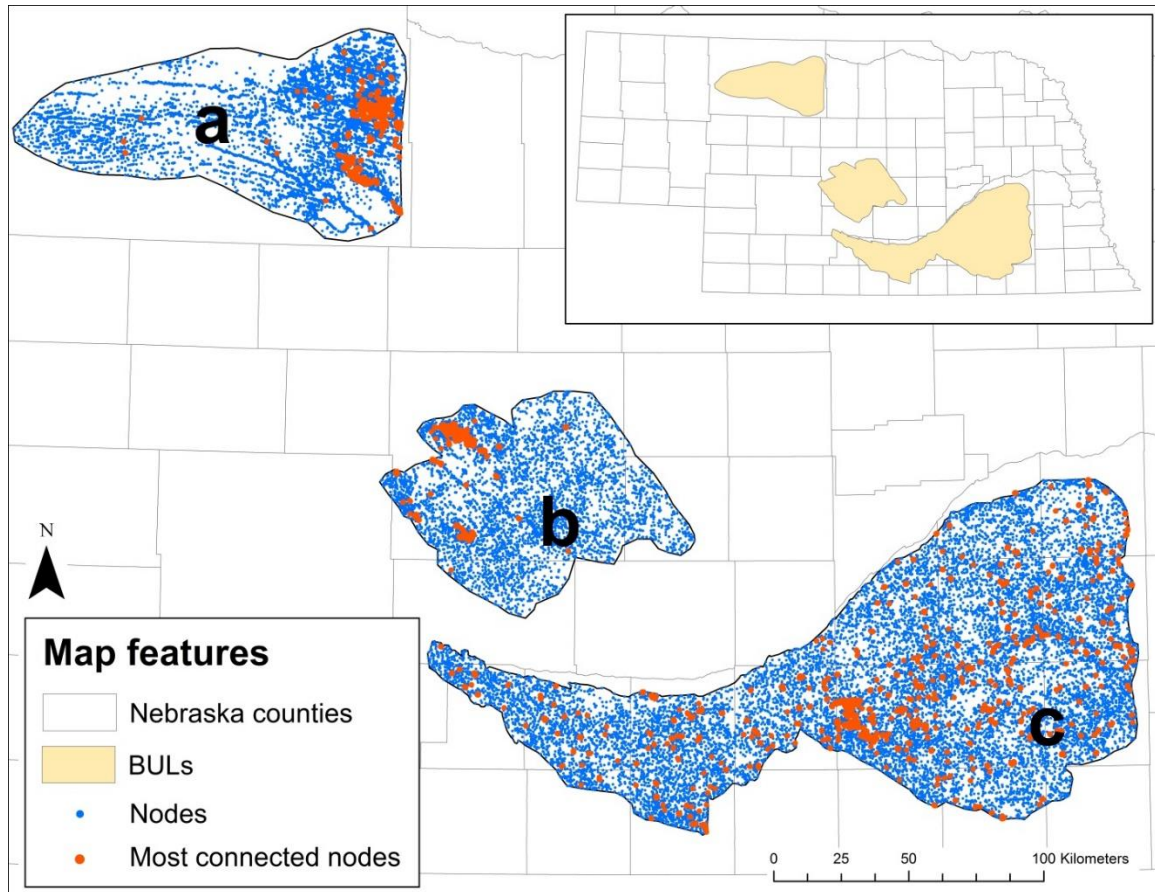 a
b
c
N
Map features
Nebraska counties
BULs
Nodes
Most connected nodes
0 25 50 100 Kilometers